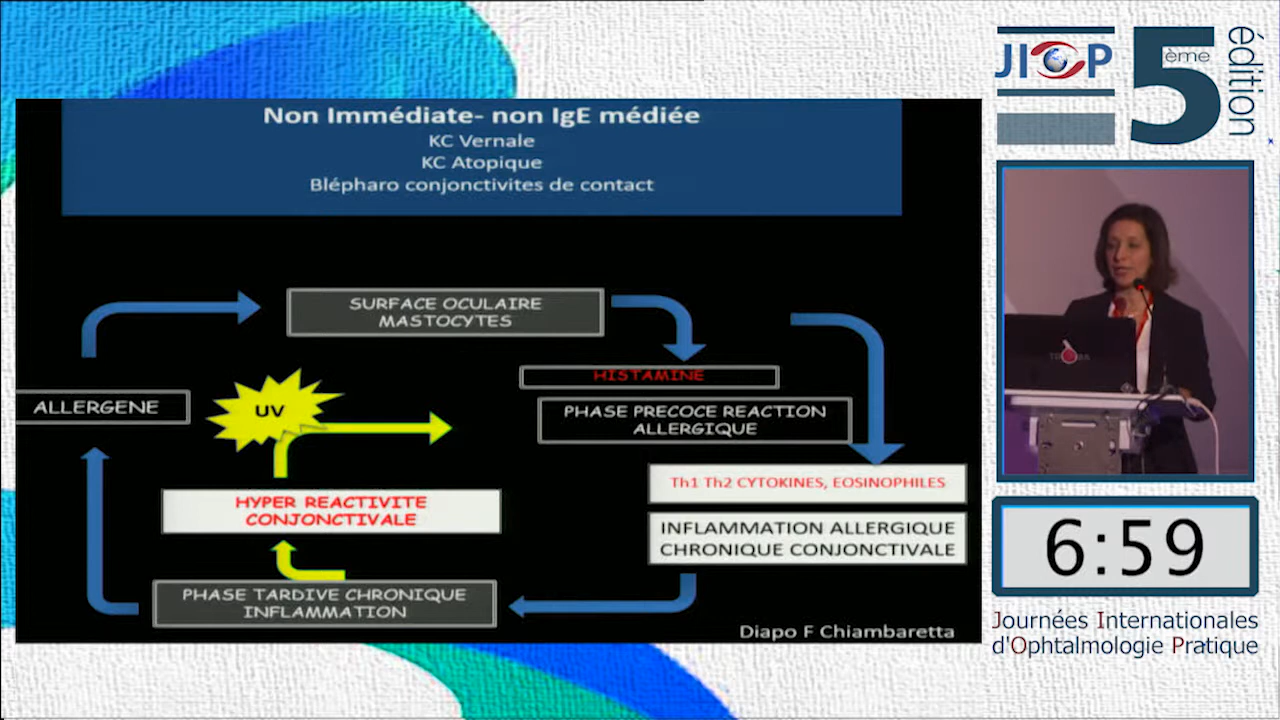 Non Immédiate- non IgE médiée
KC Vernale
KC Atopique
Blépharo conjonctivites de contact
SURFACE OCULAIRE
MASTOCYTES
HISTAMINE
ALLERGENE
UV
PHASE PRECOCE REACTION
ALLERGIQUE
Th1 Th2 CYTOKINES, EOSINOPHILES
HYPER REACTIVITE
CONJONCTIVALE
INFLAMMATION ALLERGIQUE
CHRONIQUE CONJONCTIVALE
PHASE TARDIVE CHRONIQUE
INFLAMMATION
Diapo F Chiambaretta
JIOP
5
ème
édition
6:59
Journées Internationales
d'Ophtalmologie Pratique